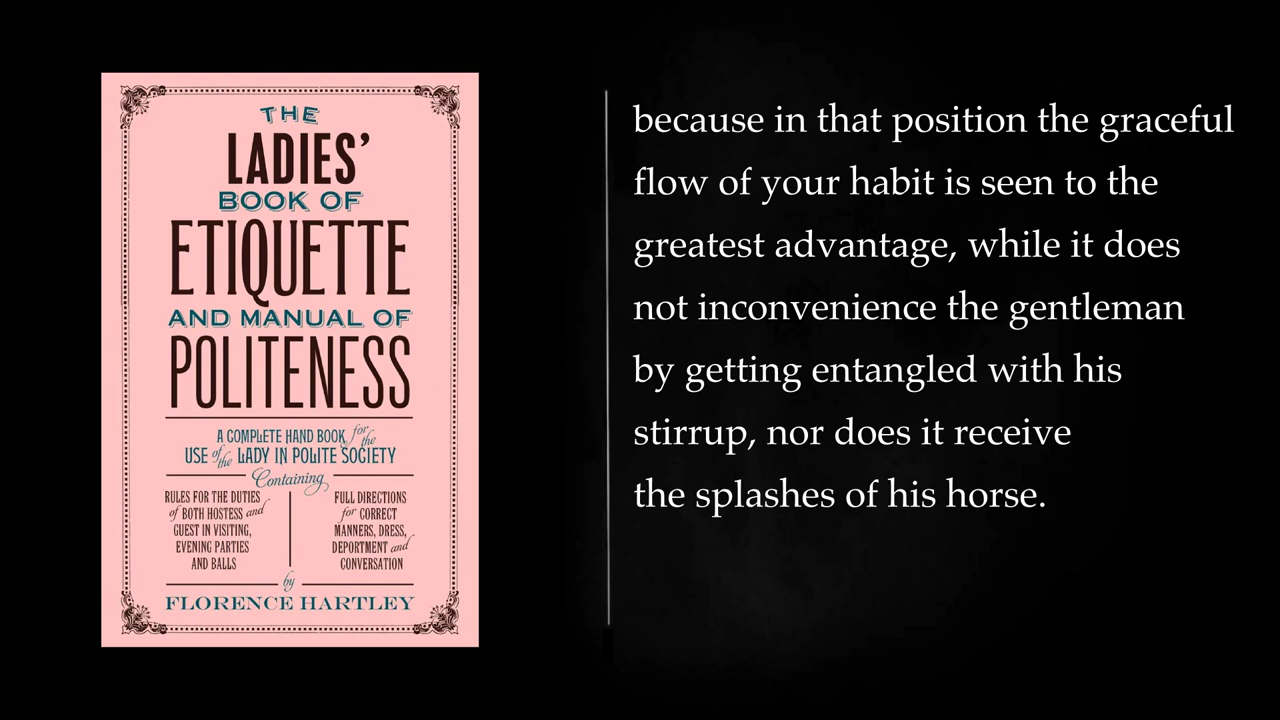 THE
LADIES'
BOOK OF
ETIQUETTE
AND MANUAL OF
POLITENESS
A COMPLETE HAND BOOK for the
USE of the LADY IN POLITE SOCIETY
Containing
RULES FOR THE DUTIES
of BOTH HOSTESS and
GUEST IN VISITING,
EVENING PARTIES
AND BALLS
FULL DIRECTIONS
for CORRECT
MANNERS, DRESS,
DEPORTMENT and
CONVERSATION
by
FLORENCE HARTLEY
because in that position the graceful
flow of your habit is seen to the
greatest advantage, while it does
not inconvenience the gentleman
by getting entangled with his
stirrup, nor does it receive
the splashes of his horse.